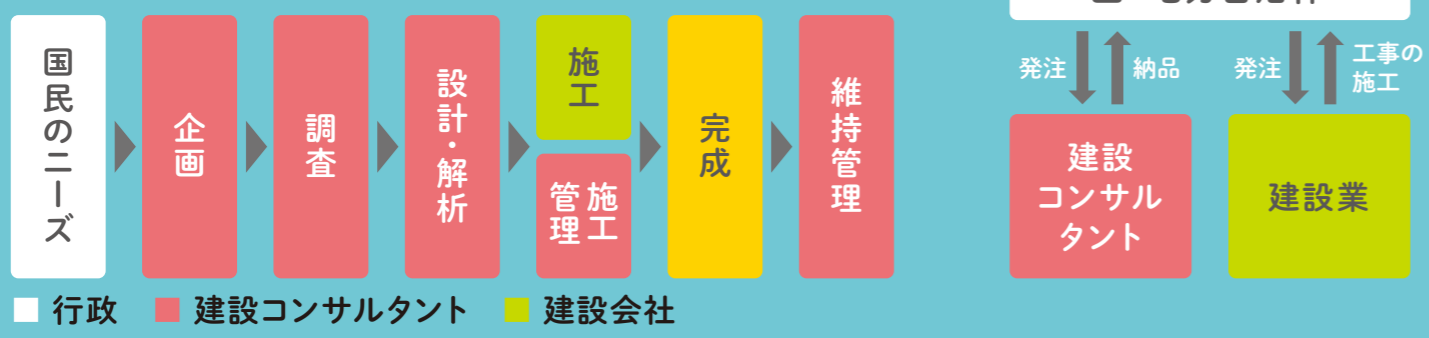 国民のニーズ
企画
調査
設計・解析
施工
施工
管理
完成
維持管理
■ 行政 ■ 建設コンサルタント ■ 建設会社
発注
納品
発注
工事の
施工
建設
コンサル
タント
建設業